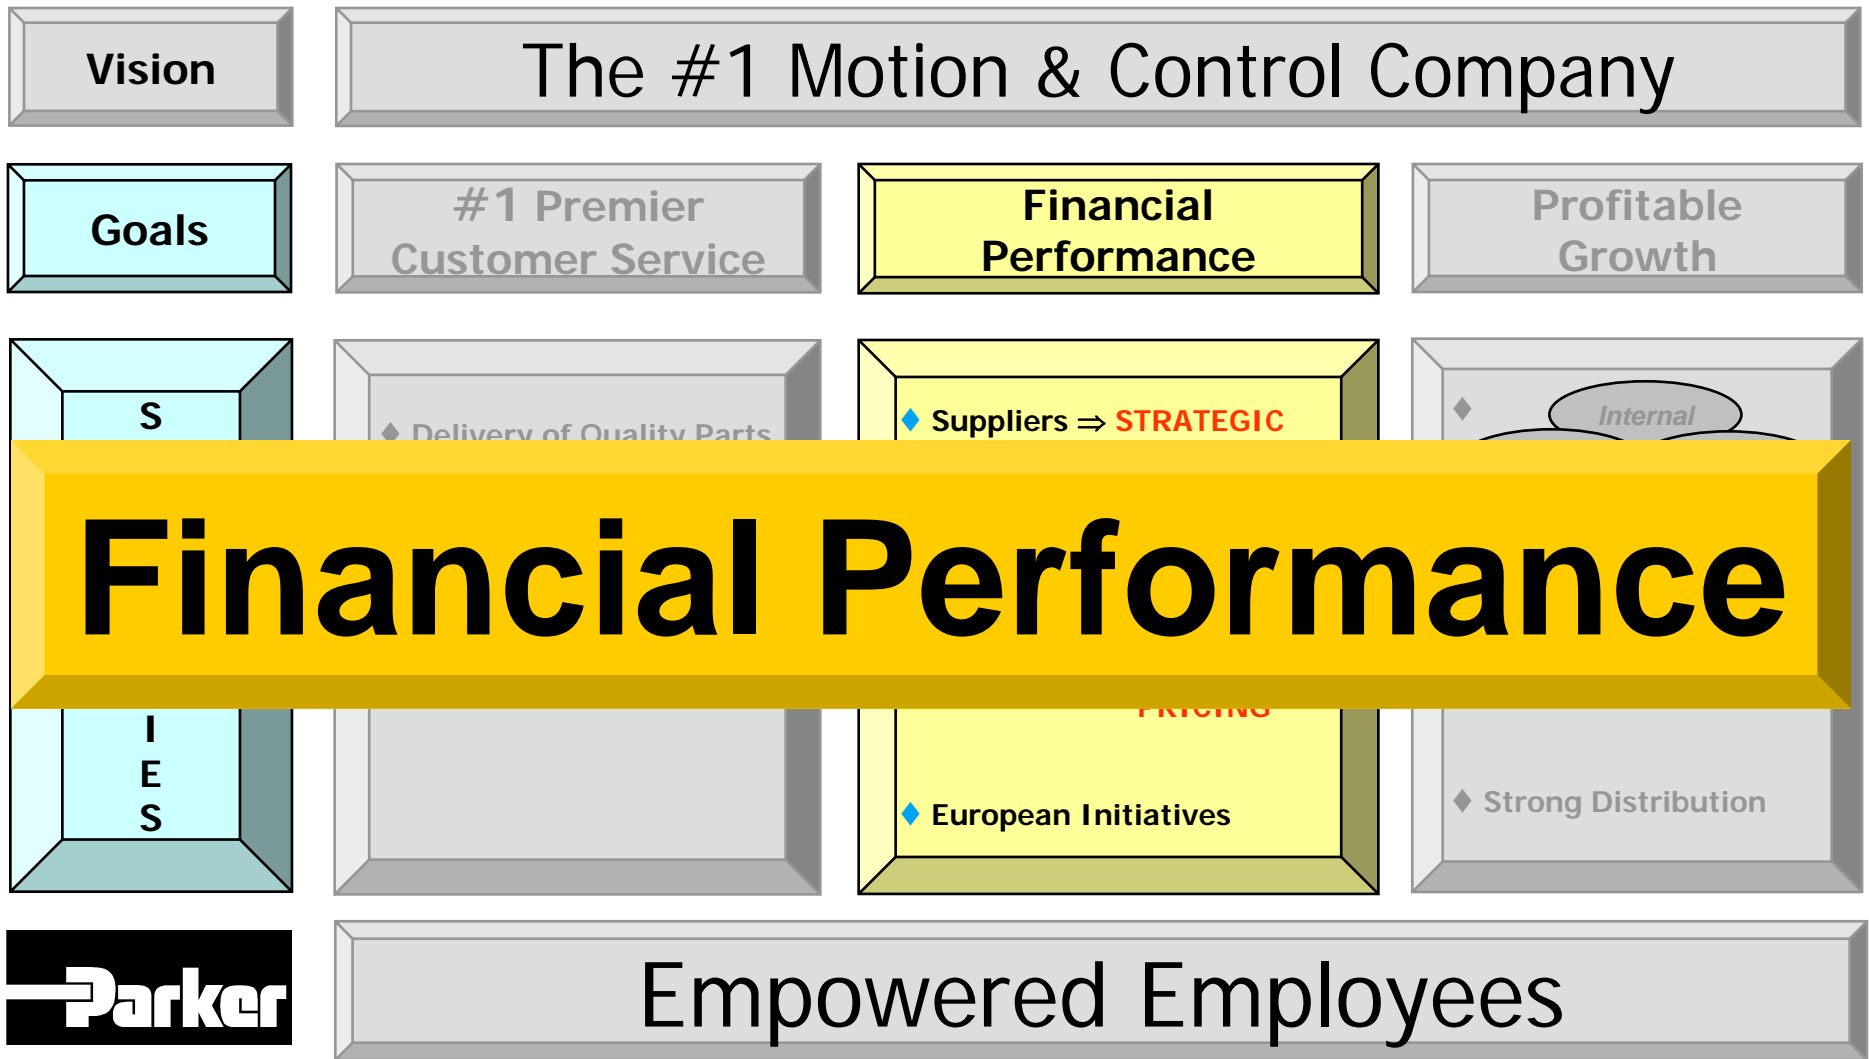 Vision
The #1 Motion & Control Company
Goals
#1 Premier
Customer Service
Financial
Performance
Profitable
Growth
S
♦ Delivery of Quality Parts
♦ Suppliers ⇒ STRATEGIC
♦ Internal
Financial Performance
PRICING
I
E
S
♦ European Initiatives
♦ Strong Distribution
Parker
Empowered Employees